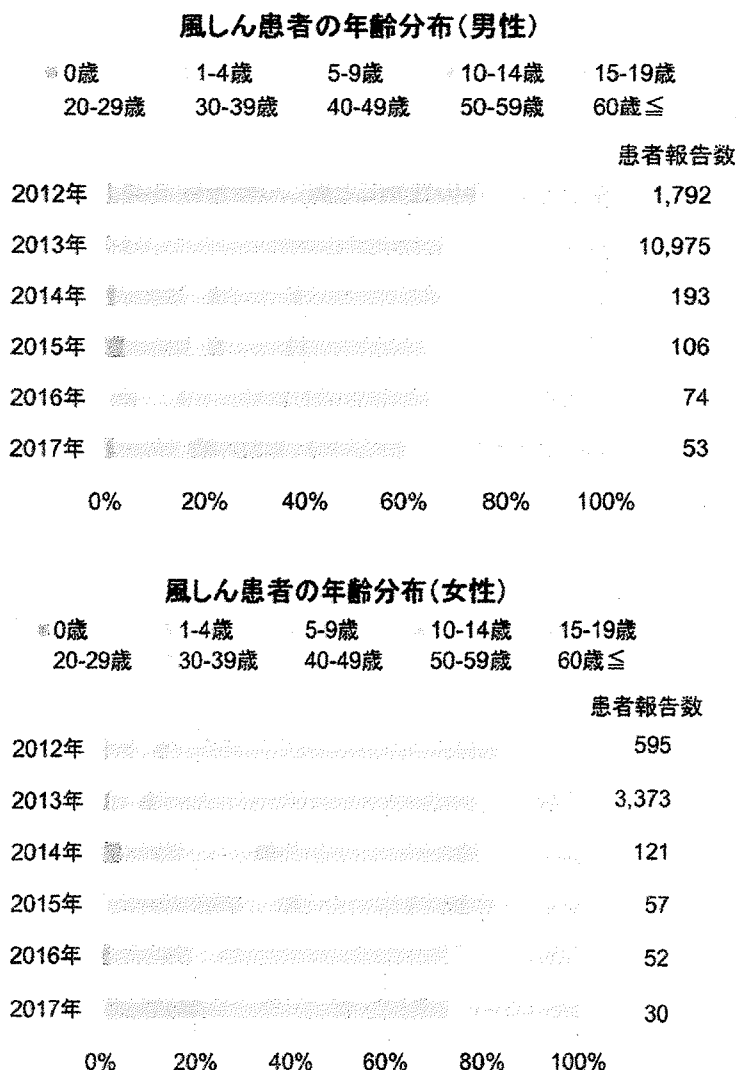 風しん患者の年齢分布(男性)
0歳 1-4歳 5-9歳 10-14歳 15-19歳
20-29歳 30-39歳 40-49歳 50-59歳 60歳≦
患者報告数
2012年 1,792
2013年 10,975
2014年 193
2015年 106
2016年 74
2017年 53
0% 20% 40% 60% 80% 100%
風しん患者の年齢分布(女性)
0歳 1-4歳 5-9歳 10-14歳 15-19歳
20-29歳 30-39歳 40-49歳 50-59歳 60歳≦
患者報告数
2012年 595
2013年 3,373
2014年 121
2015年 57
2016年 52
2017年 30
0% 20% 40% 60% 80% 100%